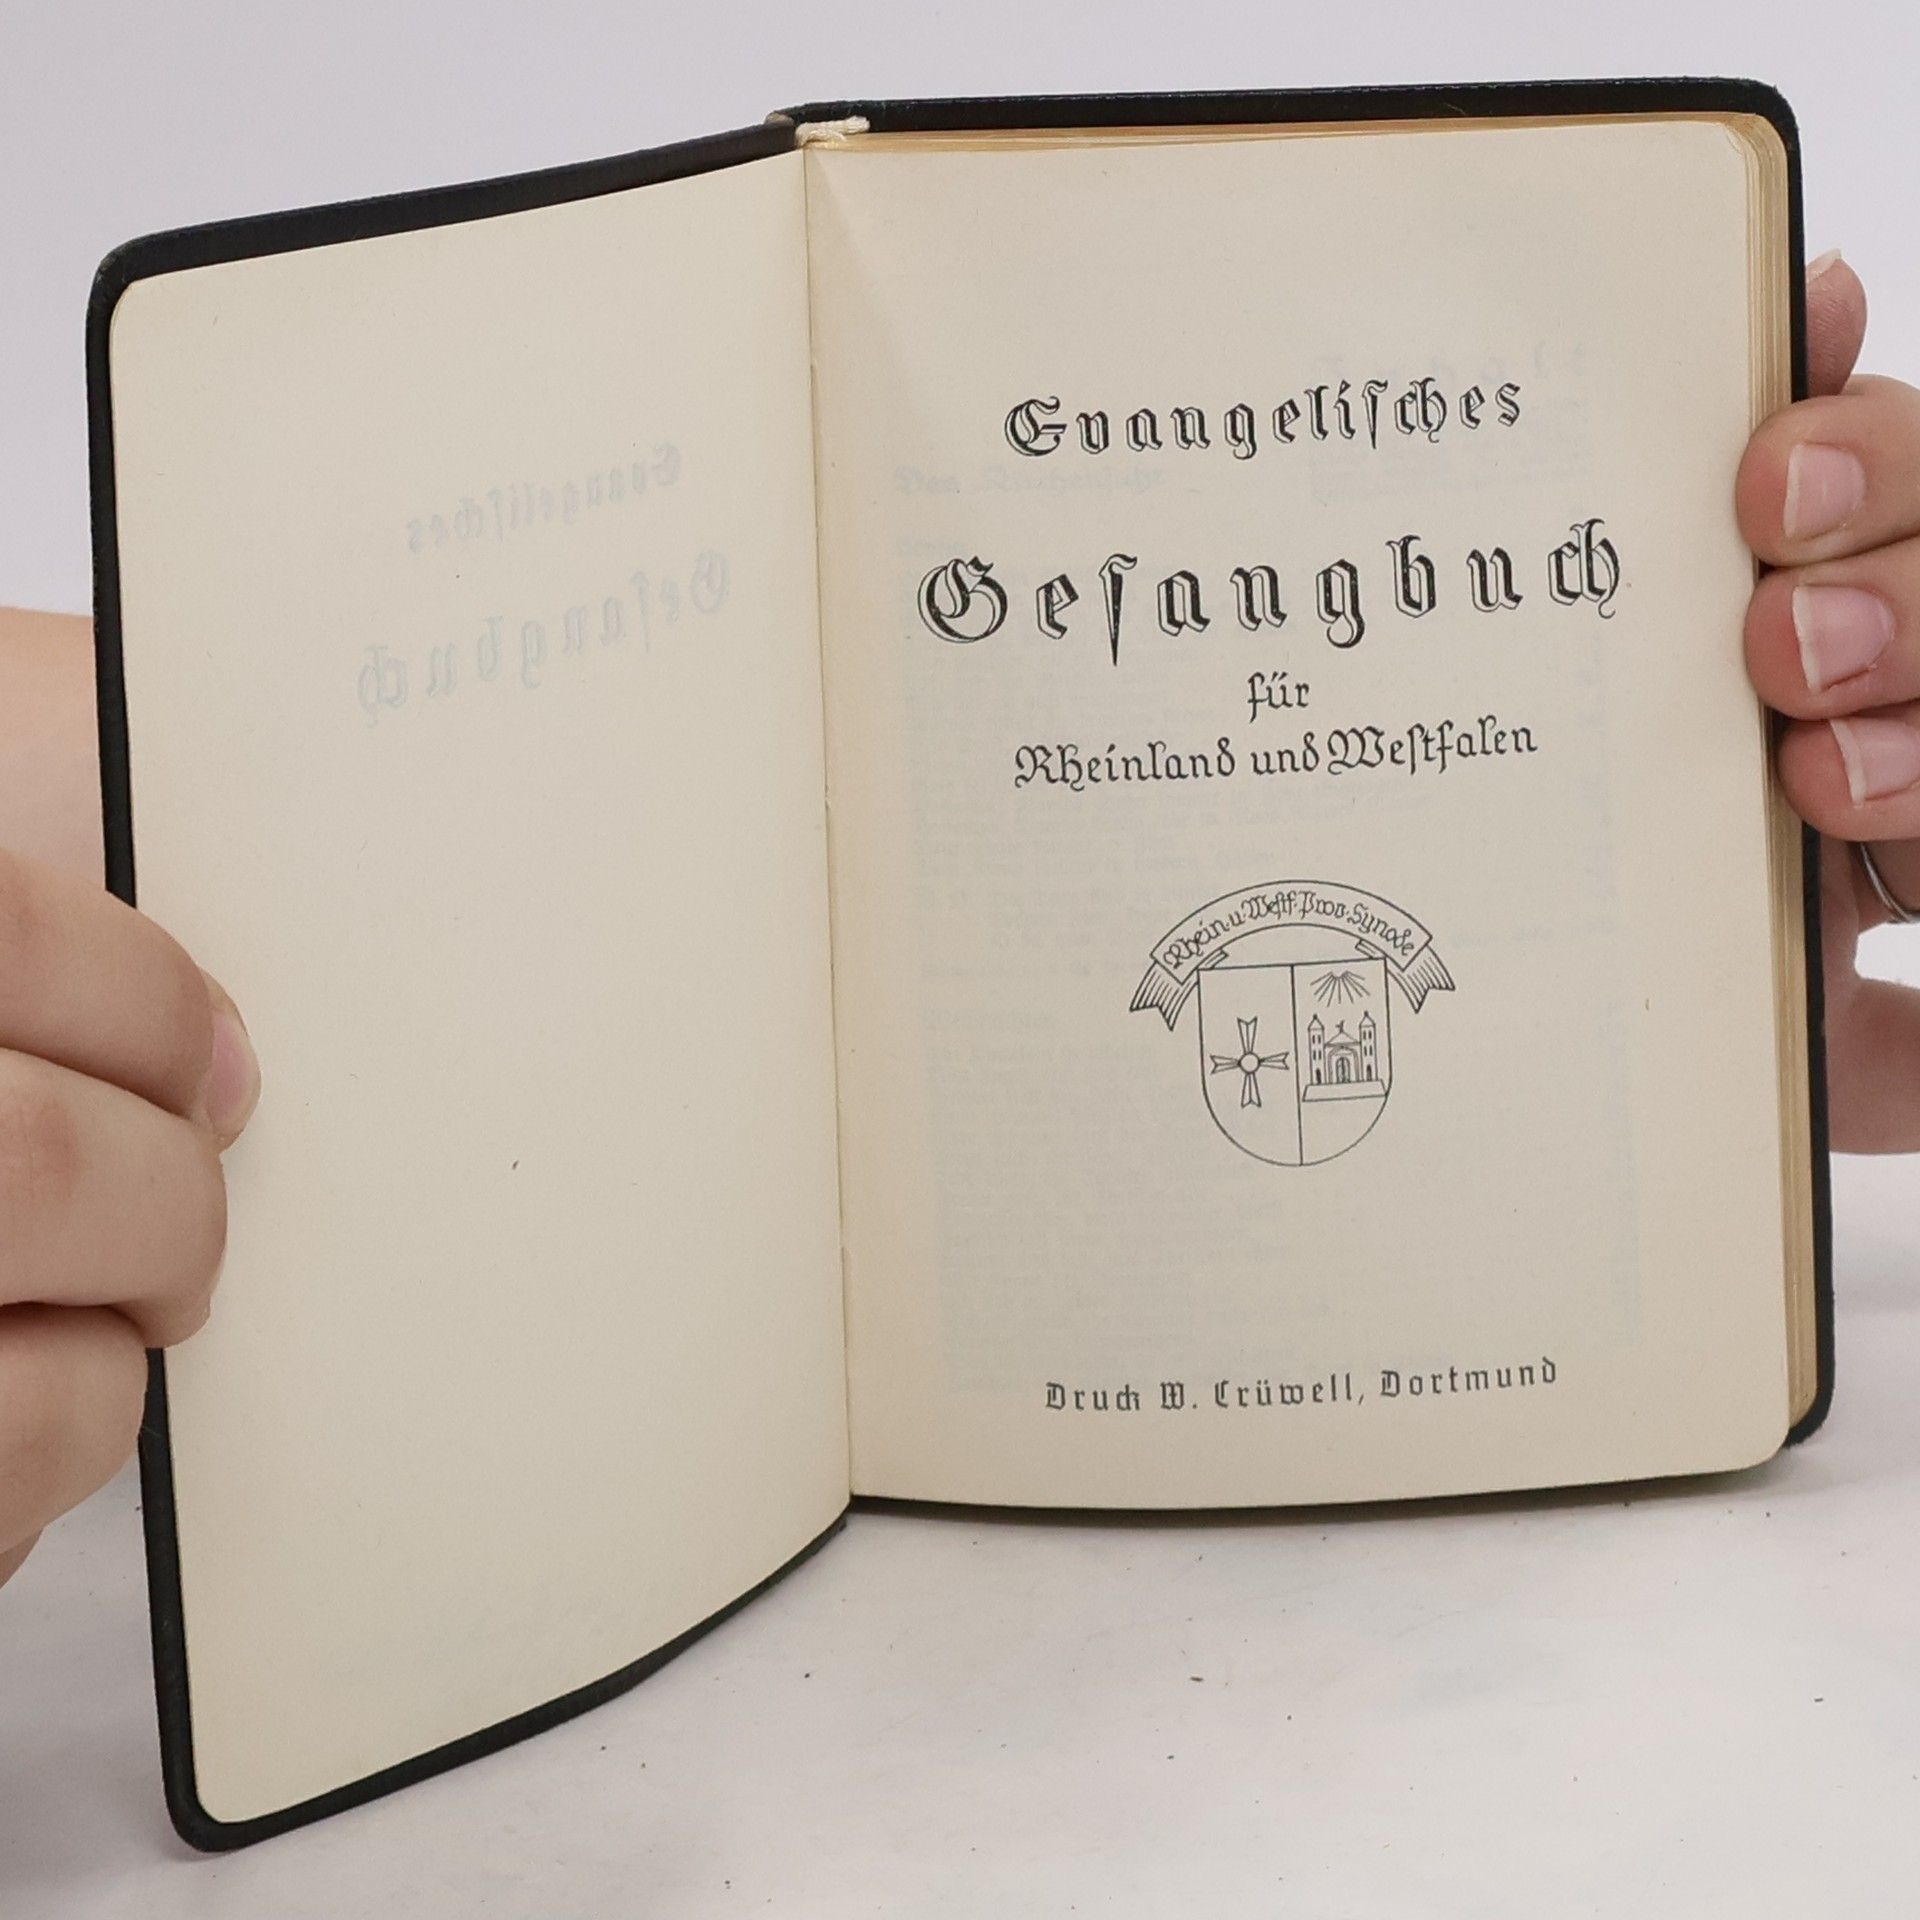 Evangeliſches
Geſangbuch
für
Rheinland und Weſtfalen
Rhein.u.Weſtf.Prov.Synode
Druck W. Crüwell, Dortmund